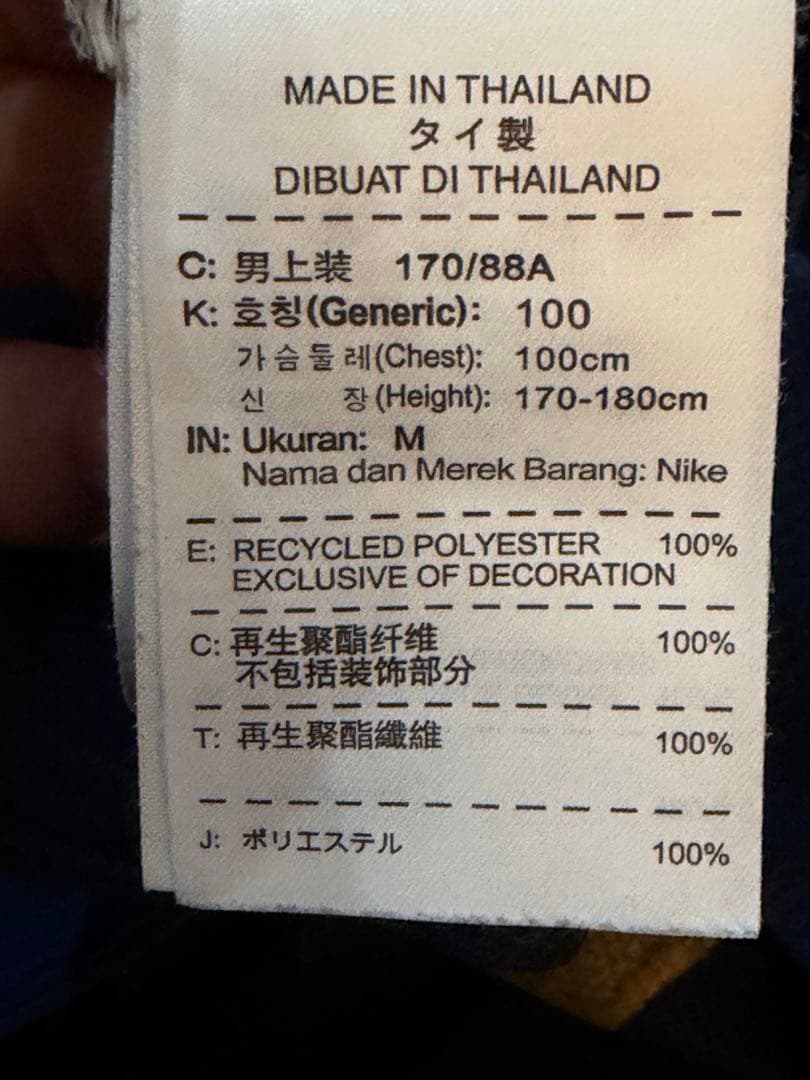 MADE IN THAILAND
タイ製
DIBUAT DI THAILAND
C: 男上装 170/88A
K: 호칭(Generic): 100
가슴둘레(Chest): 100cm
신 장(Height): 170-180cm
IN: Ukuran: M
Nama dan Merek Barang: Nike
E: RECYCLED POLYESTER 100%
EXCLUSIVE OF DECORATION
C: 再生聚酯纤维 100%
不包括装饰部分
T: 再生聚酯纖維 100%
J: ポリエステル 100%